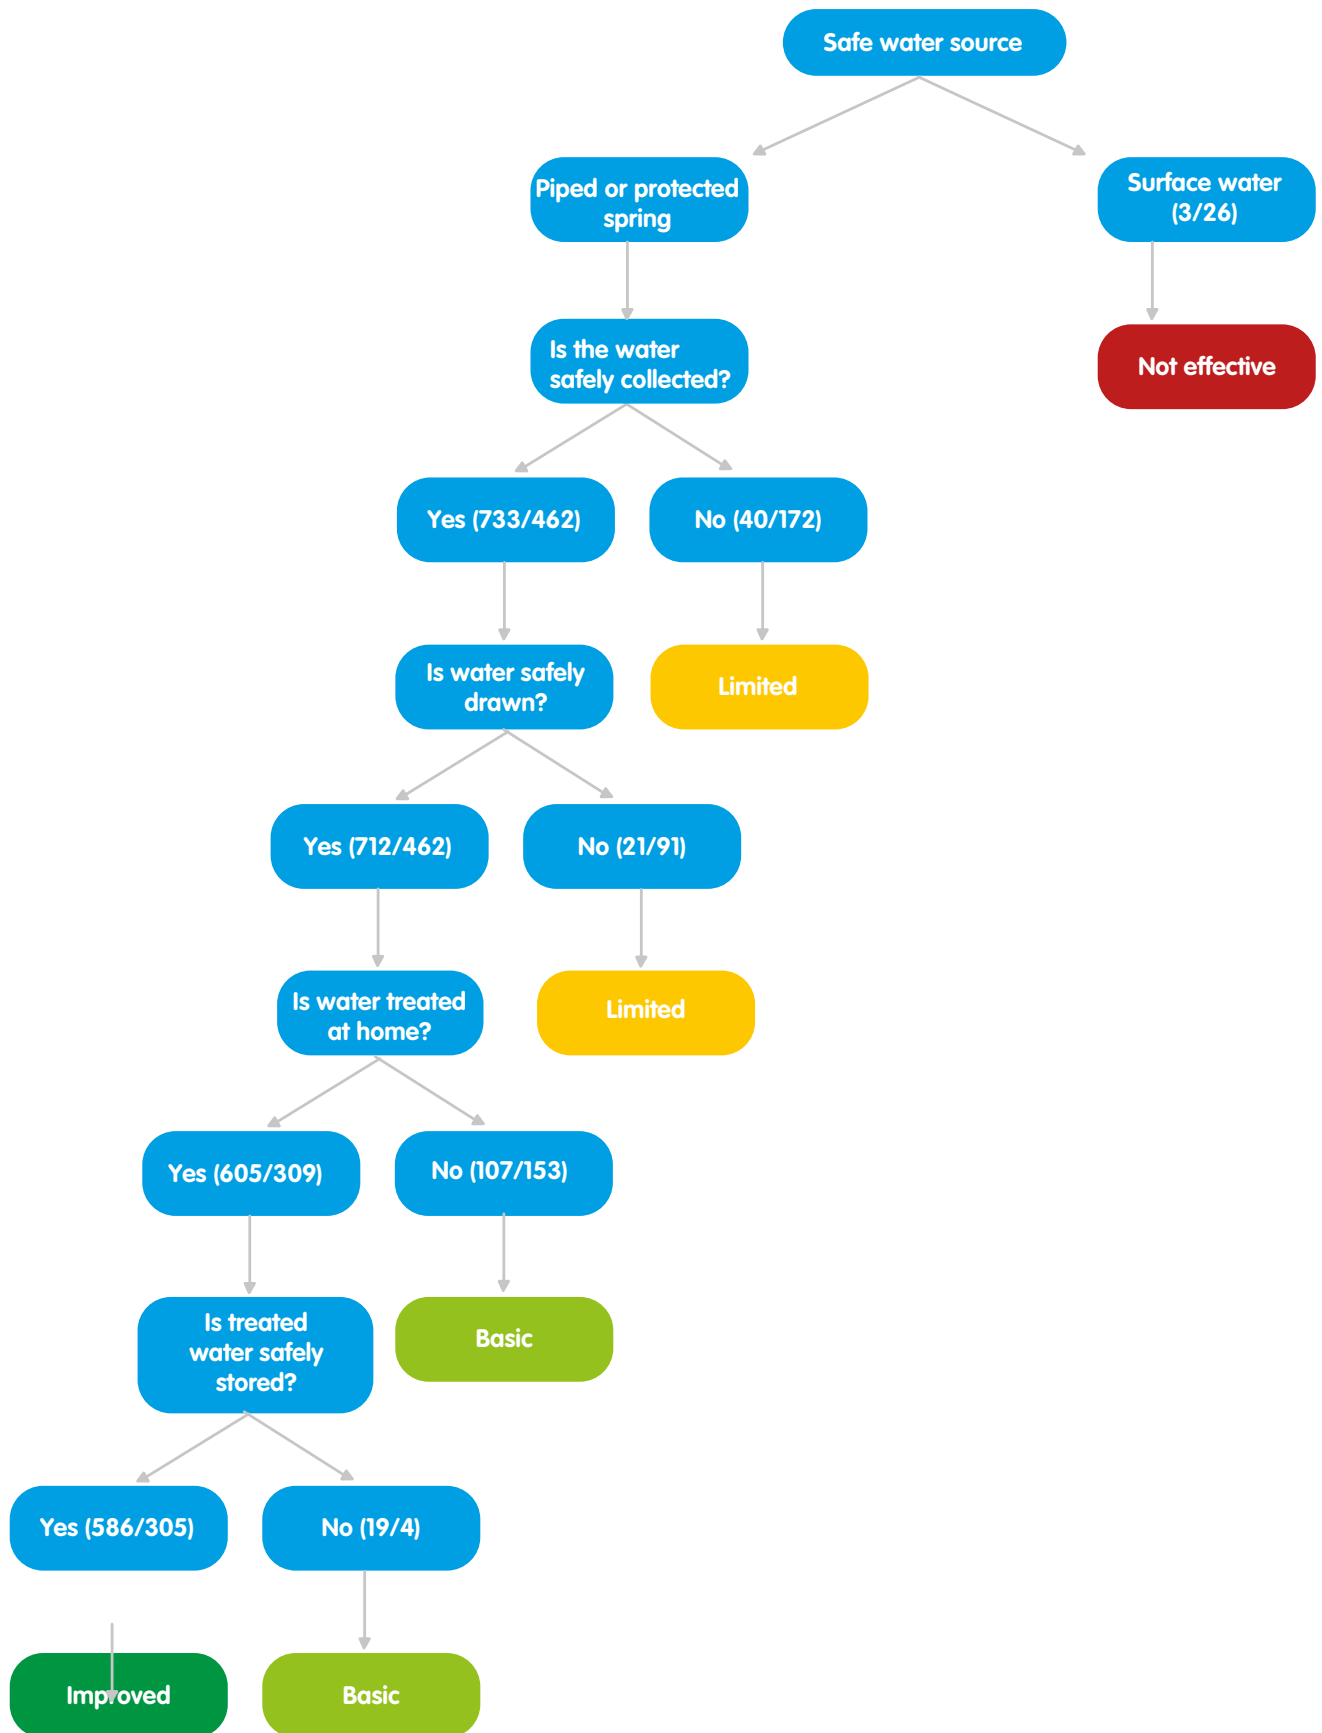 Safe water source
Piped or protected
spring
Surface water
(3/26)
Is the water
safely collected?
Not effective
Yes (733/462)
No (40/172)
Is water safely
drawn?
Limited
Yes (712/462)
No (21/91)
Is water treated
at home?
Limited
Yes (605/309)
No (107/153)
Is treated
water safely
stored?
Basic
Yes (586/305)
No (19/4)
Improved
Basic